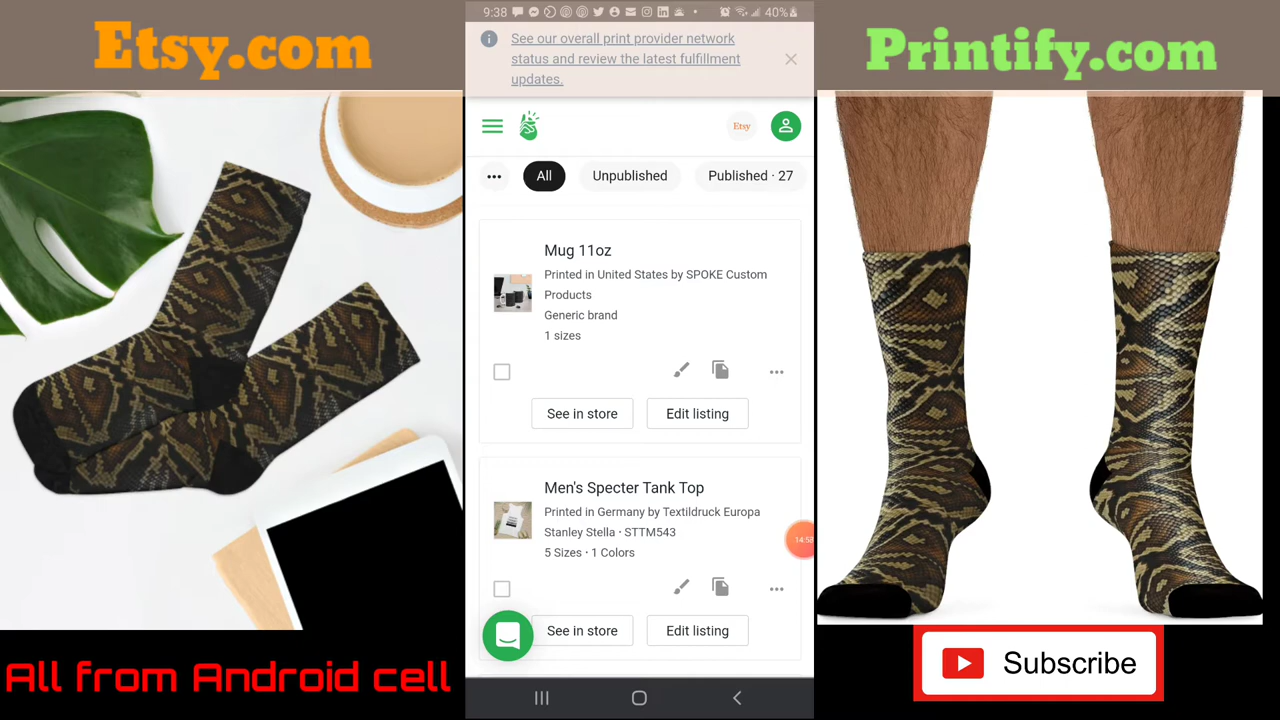 Etsy.com
9:38
40%
See our overall print provider network
status and review the latest fulfillment
updates.
Printify.com
Etsy
All
Unpublished
Published · 27
Mug 11oz
Printed in United States by SPOKE Custom
Products
Generic brand
1 sizes
See in store
Edit listing
Men's Specter Tank Top
Printed in Germany by Textildruck Europa
Stanley Stella · STTM543
5 Sizes · 1 Colors
14:53
See in store
Edit listing
All from Android cell
Subscribe